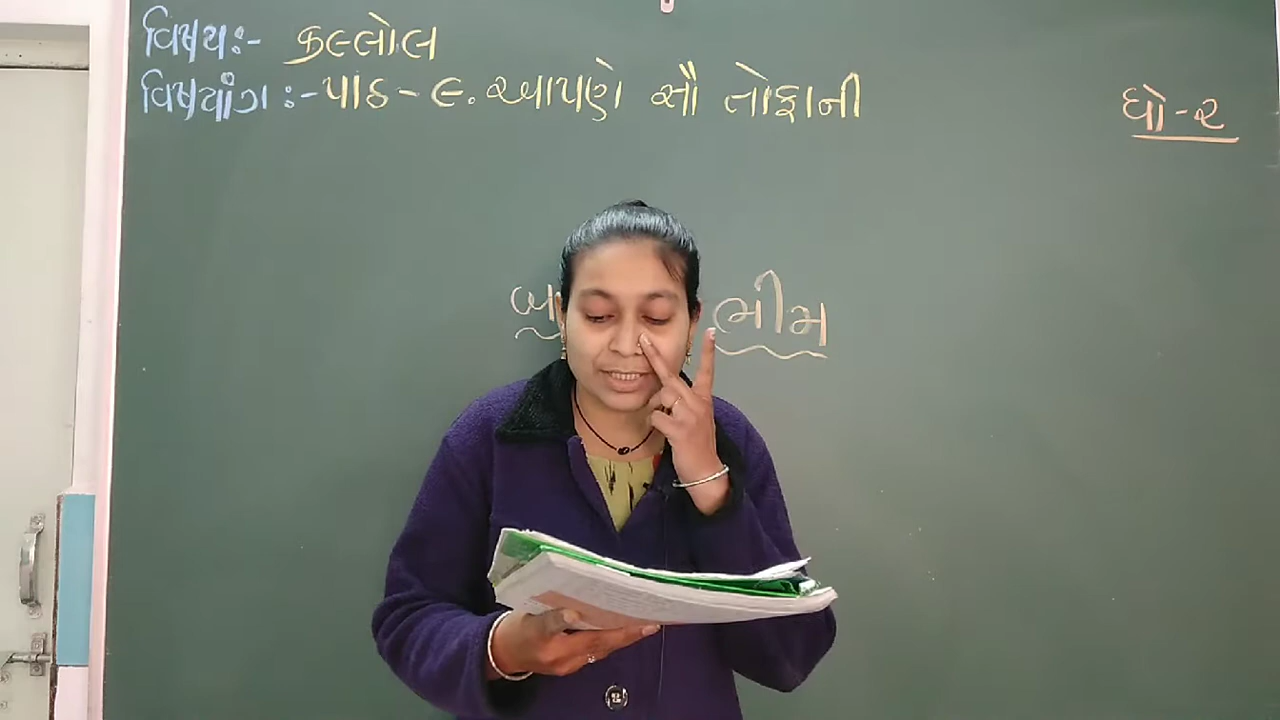 વિષય:- કલ્લોલ
વિષયાંગ :- પાઠ - ૯. આપણે સૌ તોફાની
ધો-૨
ભીમ